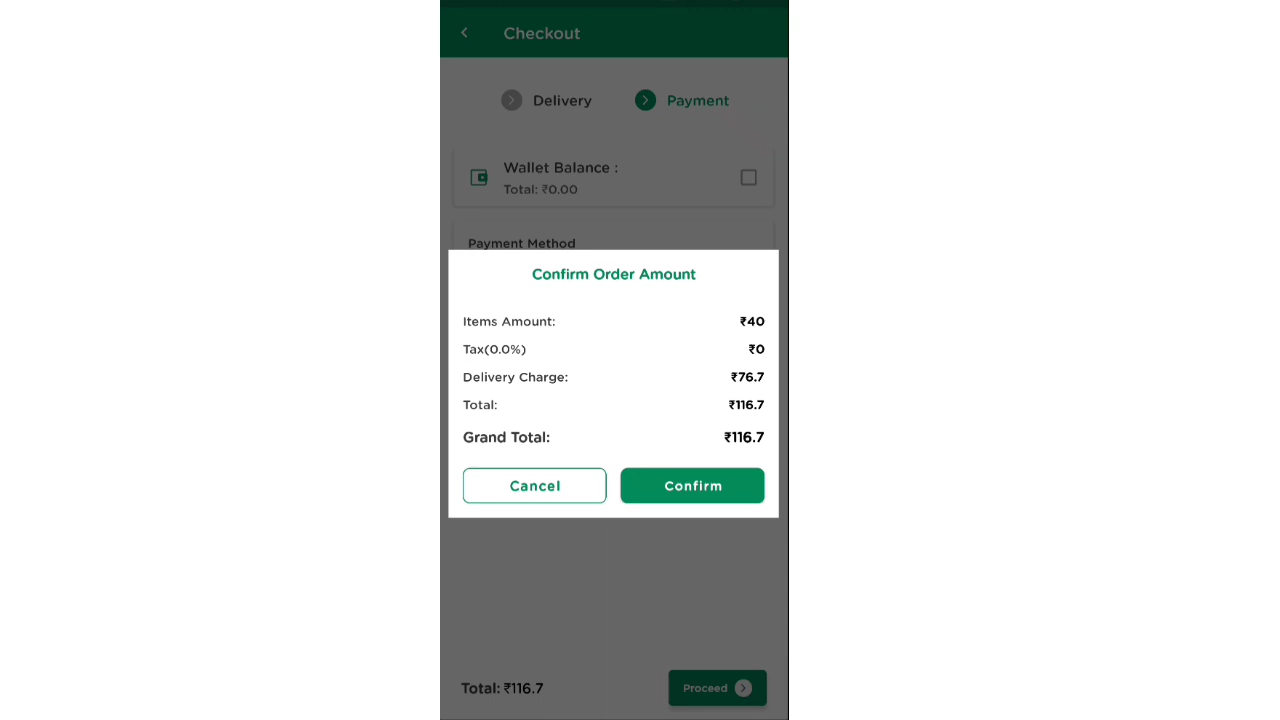 Checkout
Delivery Payment
Wallet Balance :
Total: ₹0.00
Payment Method
Confirm Order Amount
Items Amount: ₹40
Tax(0.0%) ₹0
Delivery Charge: ₹76.7
Total: ₹116.7
Grand Total: ₹116.7
Cancel Confirm
Total: ₹116.7 Proceed